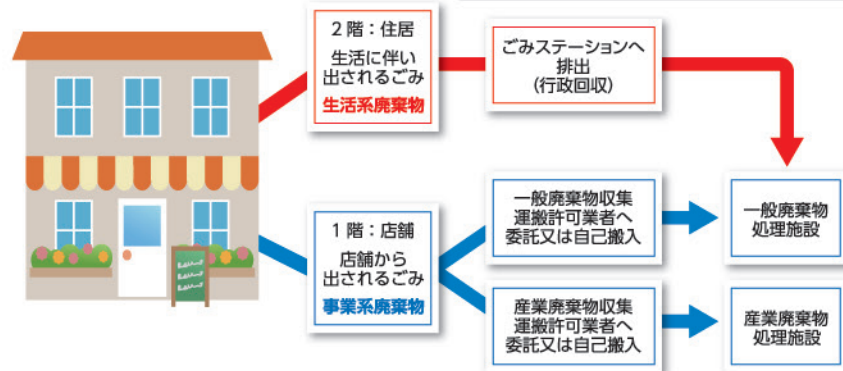 2階：住居
生活に伴い
出されるごみ
生活系廃棄物
ごみステーションへ
排出
(行政回収)
1階：店舗
店舗から
出されるごみ
事業系廃棄物
一般廃棄物収集
運搬許可業者へ
委託又は自己搬入
一般廃棄物
処理施設
産業廃棄物収集
運搬許可業者へ
委託又は自己搬入
産業廃棄物
処理施設